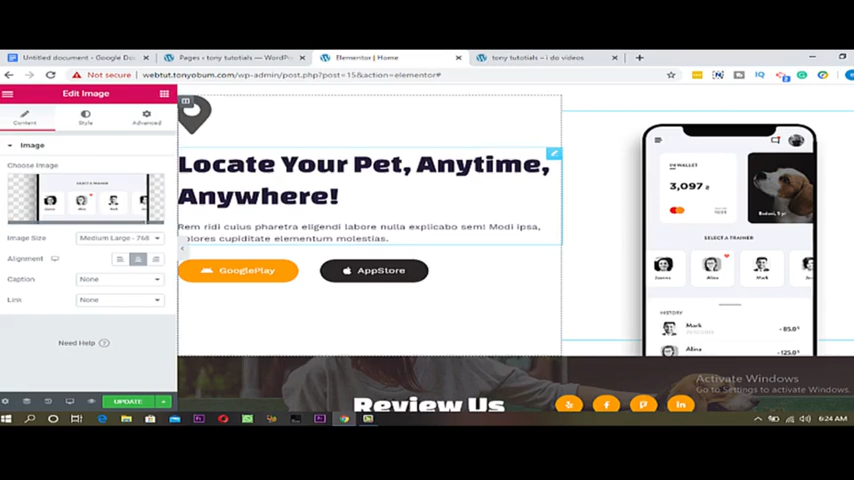 Untitled document - Google Do
Pages ‹ tony tutotials — WordPr
Elementor | Home
tony tutotials – i do videos
Not secure
webtut.tonyobum.com/wp-admin/post.php?post=15&action=elementor#
Edit Image
Content
Style
Advanced
Image
Choose Image
Image Size
Medium Large - 768
Alignment
Caption
None
Link
None
Need Help
UPDATE
Locate Your Pet, Anytime,
Anywhere!
Rem ridi culus pharetra eligendi labore nulla explicabo sem! Modi ipsa,
dolores cupiditate elementum molestias.
GooglePlay
AppStore
3,097
SELECT A TRAINER
Alina
Mark
HISTORY
Mark
Alina
Review Us
Activate Windows
Go to Settings to activate Windows.
6:24 AM